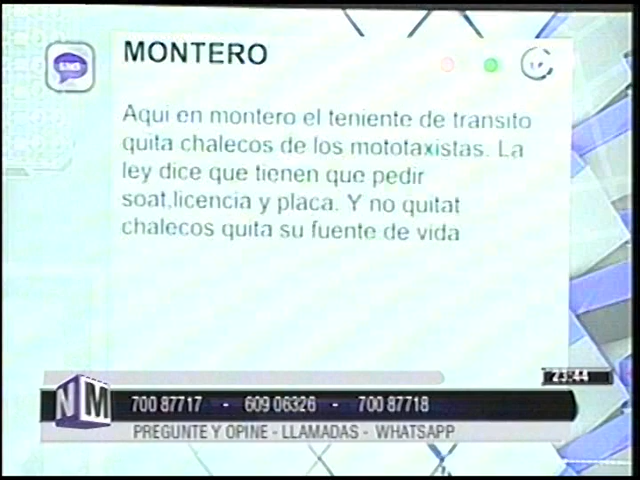 MONTERO
SMS
Aqui en montero el teniente de transito
quita chalecos de los mototaxistas. La
ley dice que tienen que pedir
soat,licencia y placa. Y no quitat
chalecos quita su fuente de vida
23:44
NM
700 87717 - 609 06326 - 700 87718
PREGUNTE Y OPINE - LLAMADAS - WHATSAPP